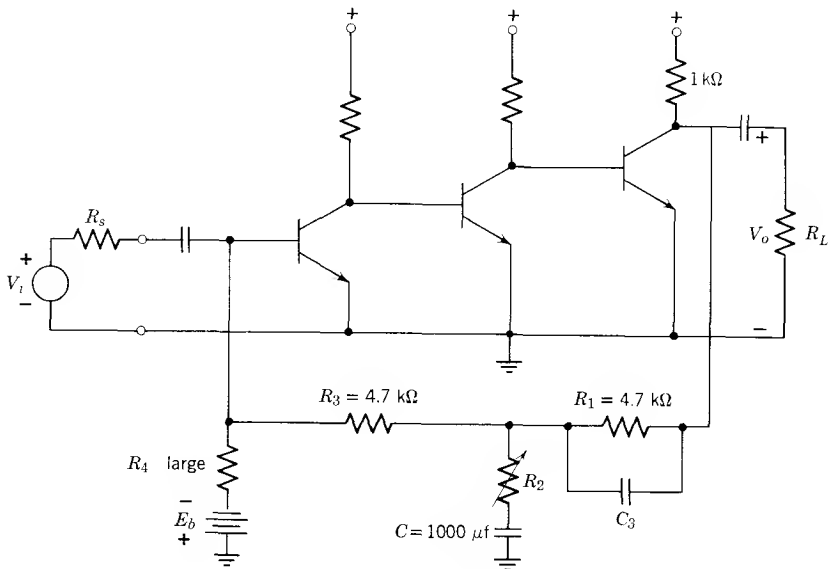 + + +
1 kΩ
+
R_s
+
V_i
−
V_o R_L
−
R_3 = 4.7 kΩ
R_1 = 4.7 kΩ
R_4 large
R_2
−
E_b
+
C = 1000 μf
C_3